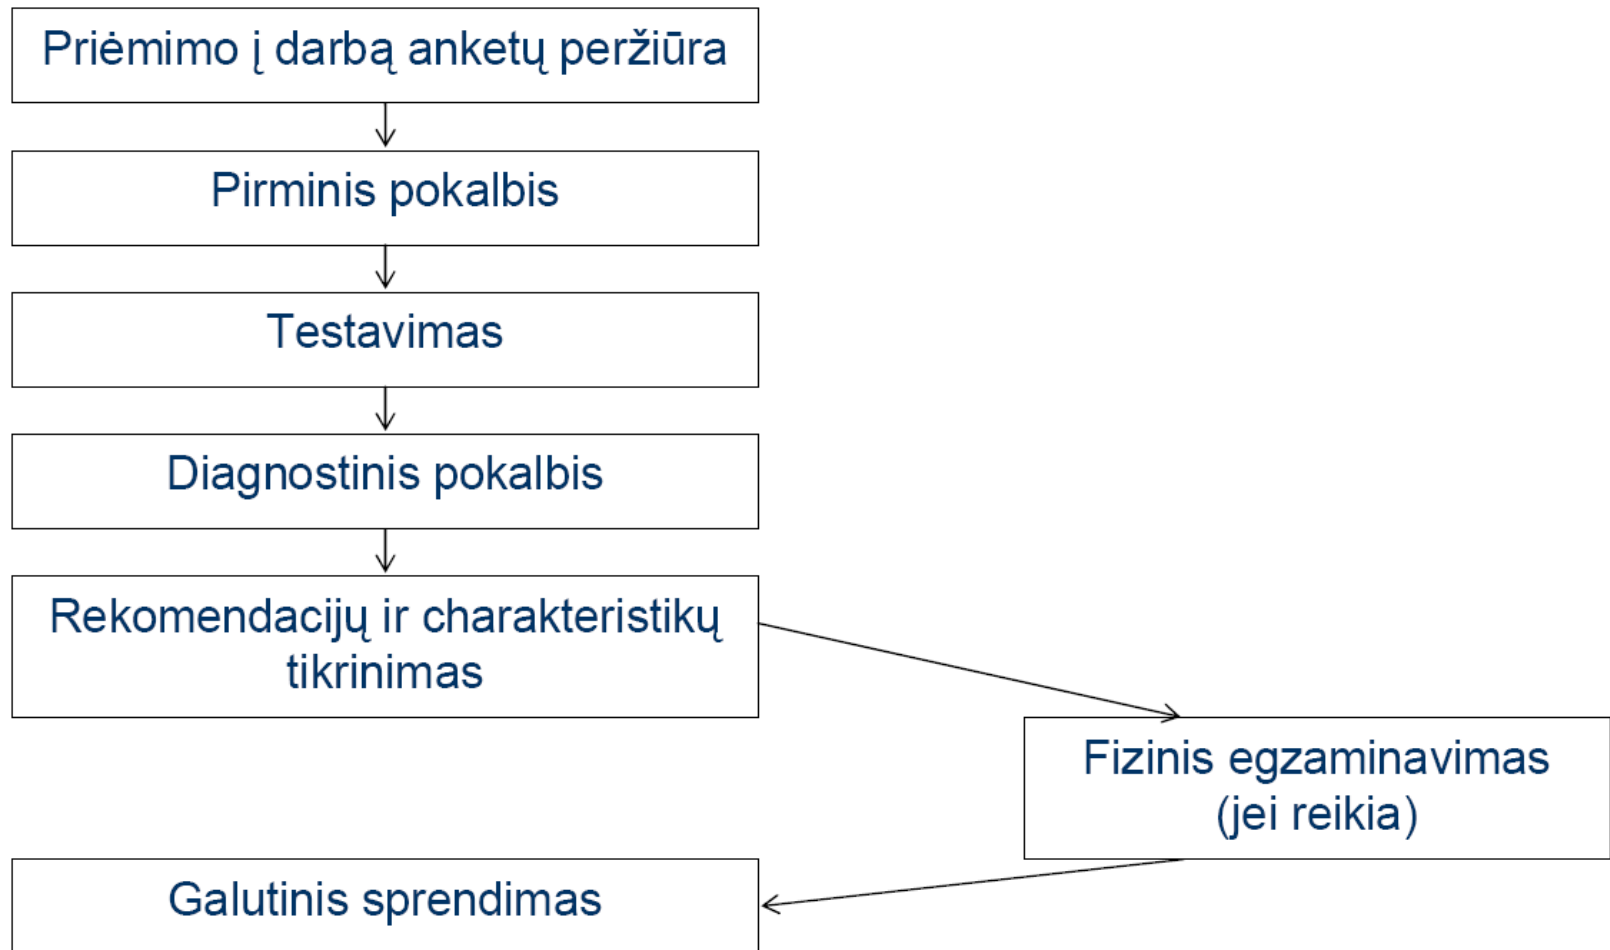 Priėmimo į darbą anketų peržiūra
Pirminis pokalbis
Testavimas
Diagnostinis pokalbis
Rekomendacijų ir charakteristikų
tikrinimas
Fizinis egzaminavimas
(jei reikia)
Galutinis sprendimas